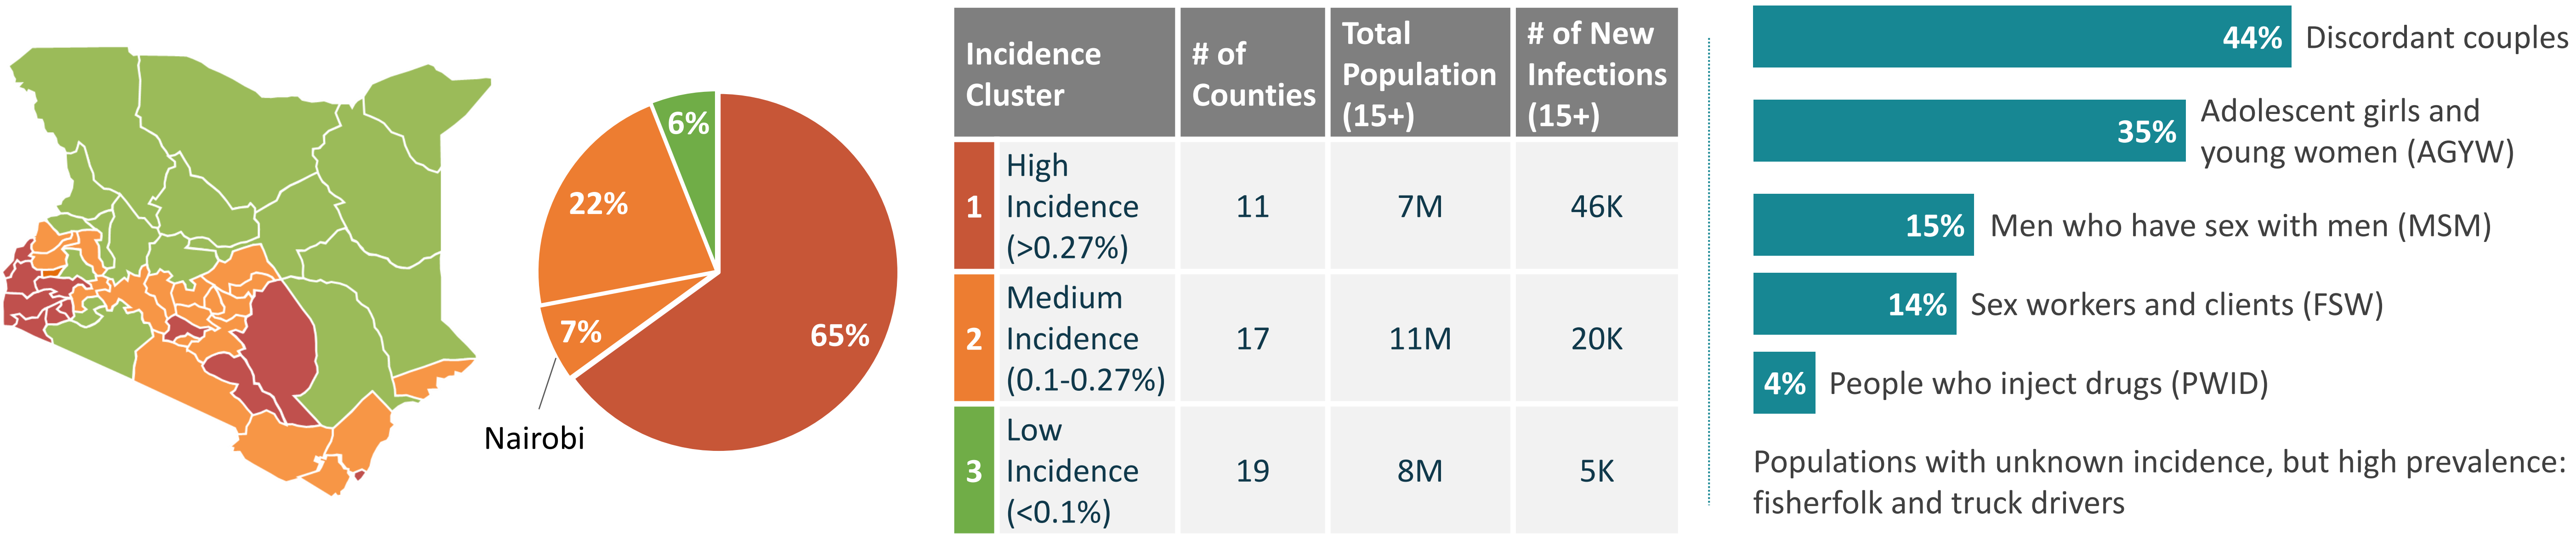 6%
22%
7%
65%
Nairobi
Incidence
Cluster
# of
Counties
Total
Population
(15+)
# of New
Infections
(15+)
1
High
Incidence
(>0.27%)
11
7M
46K
2
Medium
Incidence
(0.1-0.27%)
17
11M
20K
3
Low
Incidence
(<0.1%)
19
8M
5K
44% Discordant couples
35% Adolescent girls and
young women (AGYW)
15% Men who have sex with men (MSM)
14% Sex workers and clients (FSW)
4% People who inject drugs (PWID)
Populations with unknown incidence, but high prevalence:
fisherfolk and truck drivers